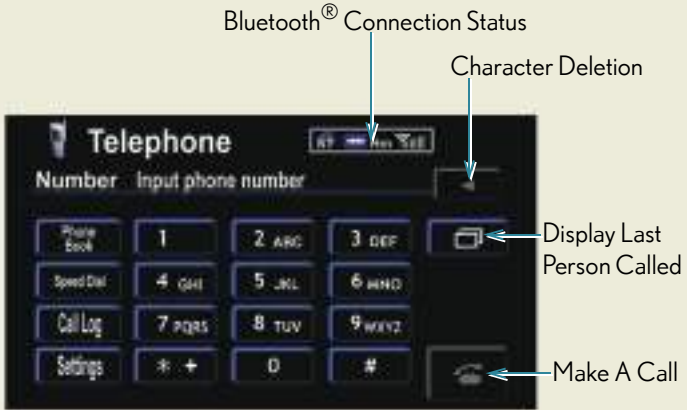 Bluetooth® Connection Status
Character Deletion
Telephone
Number Input phone number
Phone Book 1 2 ABC 3 DEF
Display Last Person Called
Speed Dial 4 GHI 5 JKL 6 MNO
Call Log 7 PQRS 8 TUV 9 WXYZ
Settings * + 0 #
Make A Call